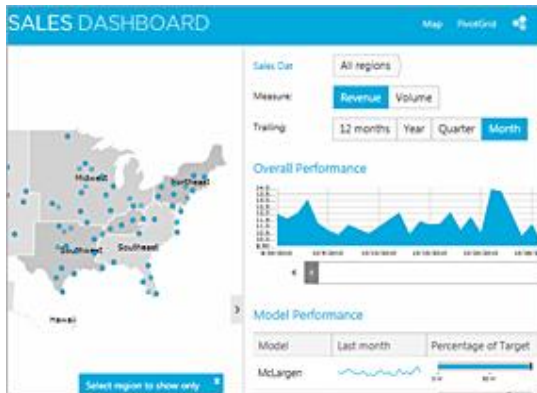 SALES DASHBOARD
Map PivotGrid
Sales Dat All regions
Measure: Revenue Volume
Trailing: 12 months Year Quarter Month
Overall Performance
Midwest
Northeast
Southwest
Southeast
Hawaii
Model Performance
Model Last month Percentage of Target
McLargen
Select region to show only